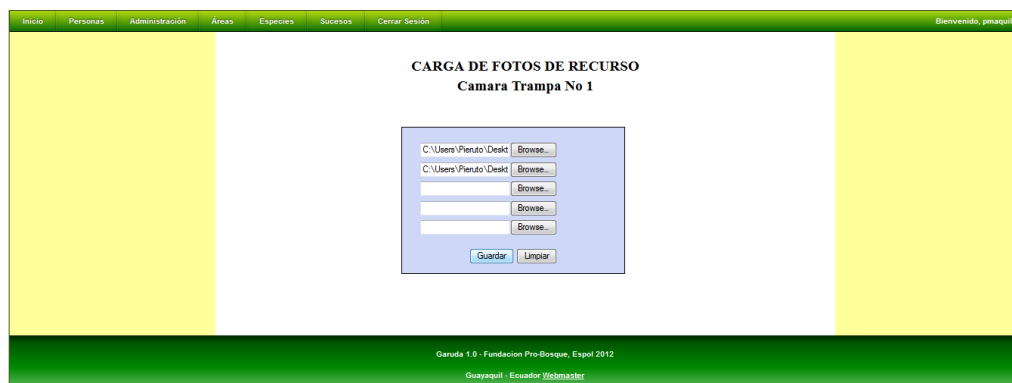 Inicio Personas Administración Áreas Especies Sucesos Cerrar Sesión Bienvenido, pmaquil
CARGA DE FOTOS DE RECURSO
Camara Trampa No 1
C:\Users\Pieruto\Deskt Browse...
C:\Users\Pieruto\Deskt Browse...
Browse...
Browse...
Browse...
Guardar Limpiar
Garuda 1.0 - Fundacion Pro-Bosque, Espol 2012
Guayaquil - Ecuador Webmaster